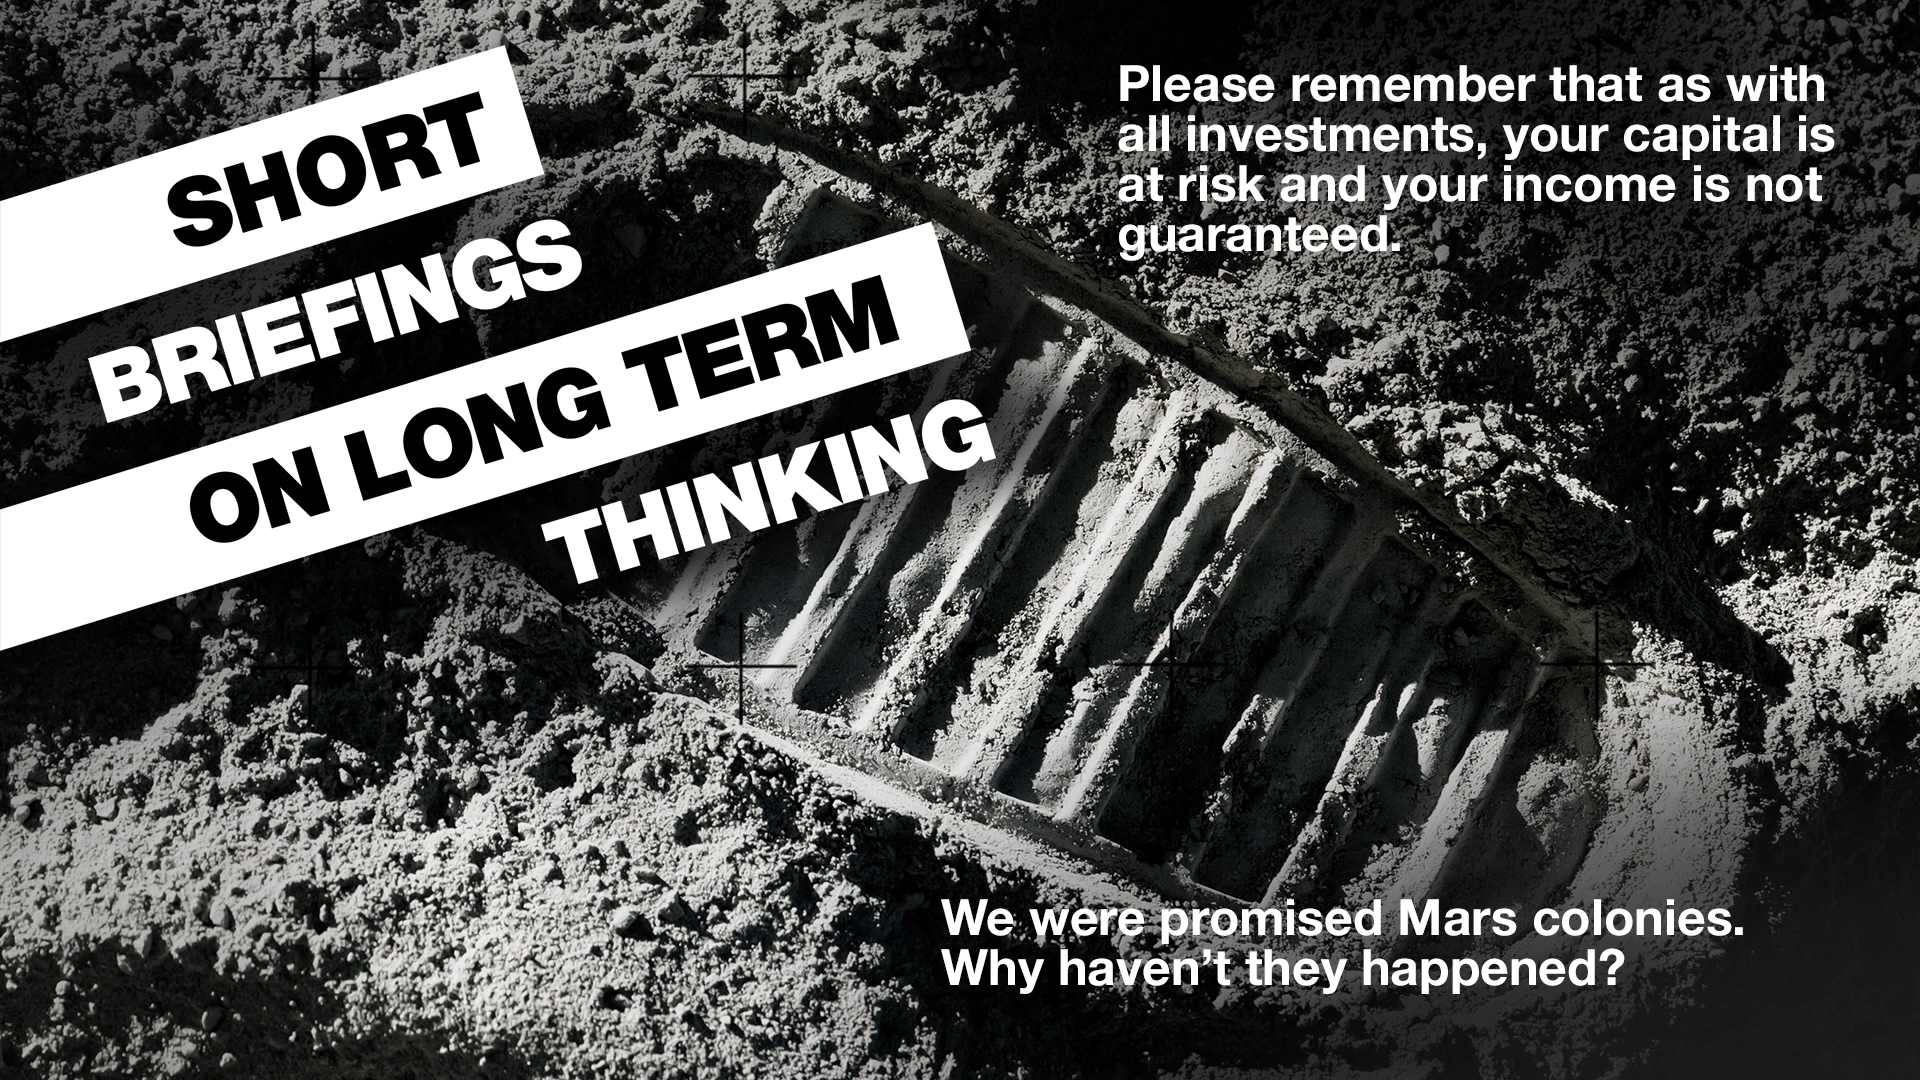 SHORT
BRIEFINGS
ON LONG TERM
THINKING
Please remember that as with
all investments, your capital is
at risk and your income is not
guaranteed.
We were promised Mars colonies.
Why haven’t they happened?